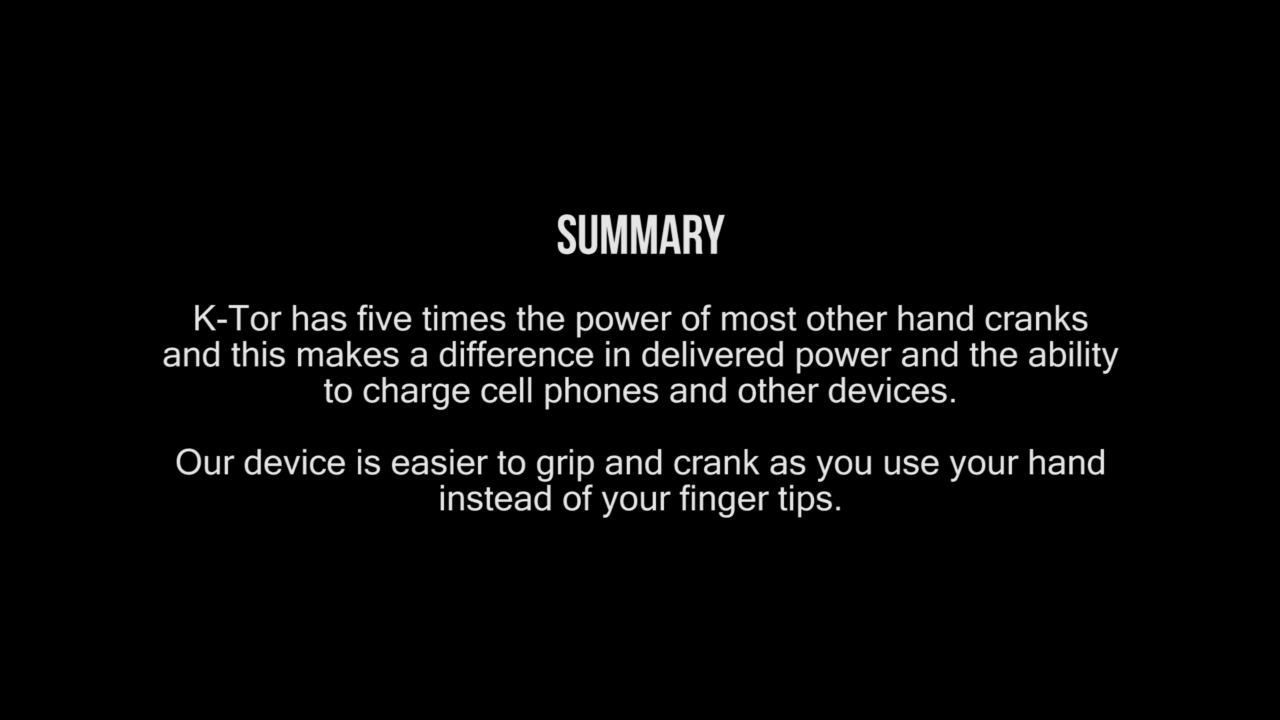 SUMMARY
K-Tor has five times the power of most other hand cranks
and this makes a difference in delivered power and the ability
to charge cell phones and other devices.
Our device is easier to grip and crank as you use your hand
instead of your finger tips.